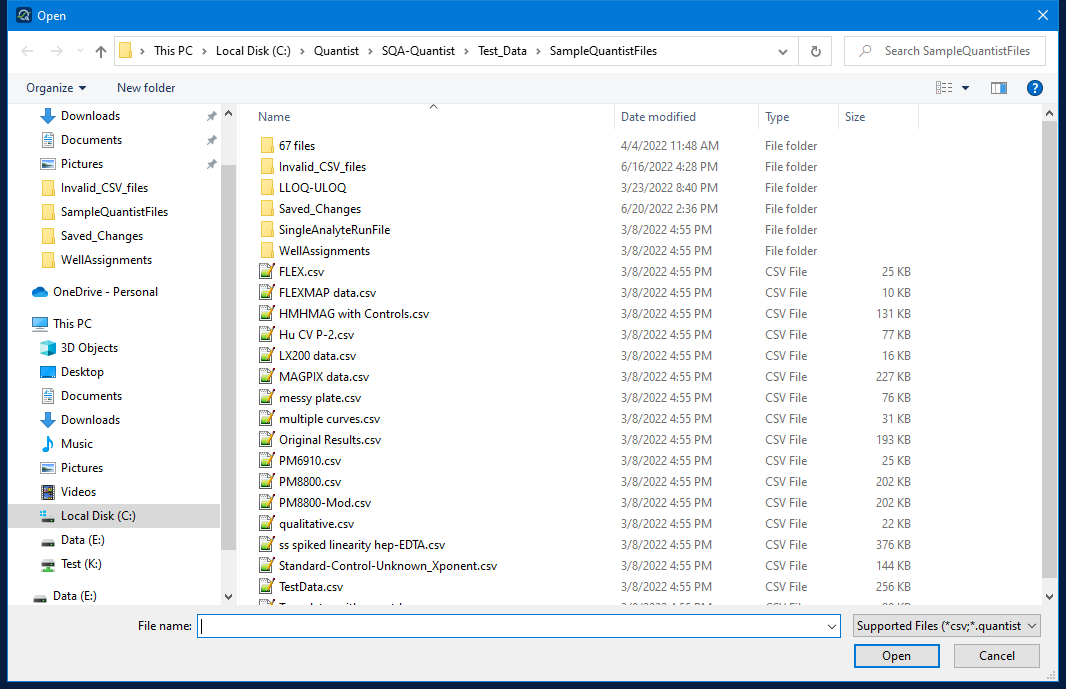 Open
This PC > Local Disk (C:) > Quantist > SQA-Quantist > Test_Data > SampleQuantistFiles
Search SampleQuantistFiles
Organize
New folder
Downloads
Documents
Pictures
Invalid_CSV_files
SampleQuantistFiles
Saved_Changes
WellAssignments
OneDrive - Personal
This PC
3D Objects
Desktop
Documents
Downloads
Music
Pictures
Videos
Local Disk (C:)
Data (E:)
Test (K:)
Data (E:)
Name Date modified Type Size
67 files 4/4/2022 11:48 AM File folder
Invalid_CSV_files 6/16/2022 4:28 PM File folder
LLOQ-ULOQ 3/23/2022 8:40 PM File folder
Saved_Changes 6/20/2022 2:36 PM File folder
SingleAnalyteRunFile 3/8/2022 4:55 PM File folder
WellAssignments 3/8/2022 4:55 PM File folder
FLEX.csv 3/8/2022 4:55 PM CSV File 25 KB
FLEXMAP data.csv 3/8/2022 4:55 PM CSV File 10 KB
HMHMAG with Controls.csv 3/8/2022 4:55 PM CSV File 131 KB
Hu CV P-2.csv 3/8/2022 4:55 PM CSV File 77 KB
LX200 data.csv 3/8/2022 4:55 PM CSV File 16 KB
MAGPIX data.csv 3/8/2022 4:55 PM CSV File 227 KB
messy plate.csv 3/8/2022 4:55 PM CSV File 76 KB
multiple curves.csv 3/8/2022 4:55 PM CSV File 31 KB
Original Results.csv 3/8/2022 4:55 PM CSV File 193 KB
PM6910.csv 3/8/2022 4:55 PM CSV File 25 KB
PM8800.csv 3/8/2022 4:55 PM CSV File 202 KB
PM8800-Mod.csv 3/8/2022 4:55 PM CSV File 202 KB
qualitative.csv 3/8/2022 4:55 PM CSV File 22 KB
ss spiked linearity hep-EDTA.csv 3/8/2022 4:55 PM CSV File 376 KB
Standard-Control-Unknown_Xponent.csv 3/8/2022 4:55 PM CSV File 144 KB
TestData.csv 3/8/2022 4:55 PM CSV File 256 KB
File name:
Supported Files (*csv;*.quantist
Open
Cancel